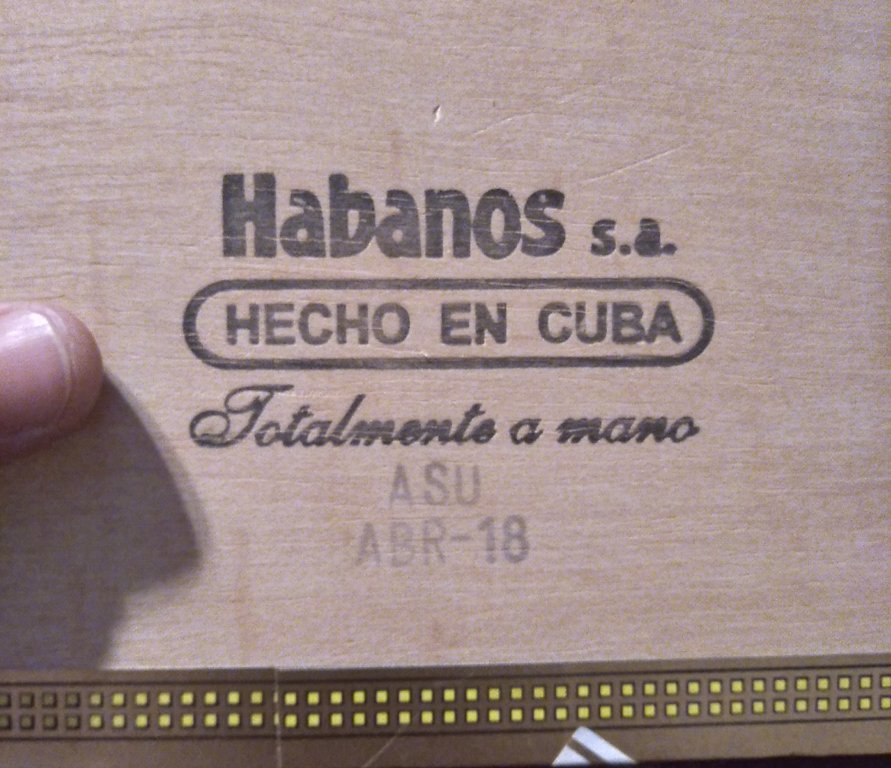 Habanos s.a.
HECHO EN CUBA
Totalmente a mano
ASU
ABR-18